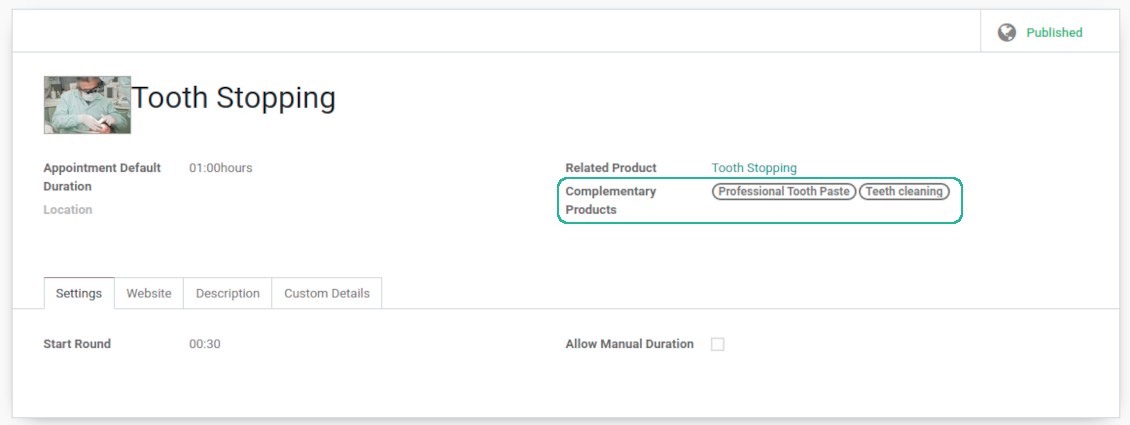 Published
Tooth Stopping
Appointment Default
Duration
01:00hours
Location
Related Product
Tooth Stopping
Complementary
Products
Professional Tooth Paste
Teeth cleaning
Settings
Website
Description
Custom Details
Start Round
00:30
Allow Manual Duration